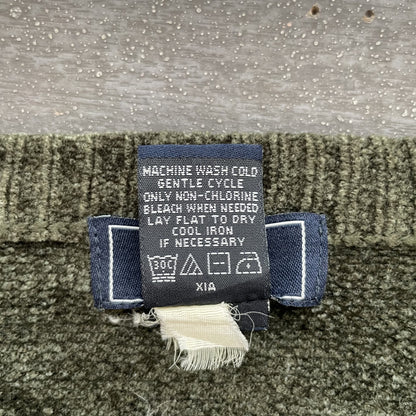 MACHINE WASH COLD
GENTLE CYCLE
ONLY NON-CHLORINE
BLEACH WHEN NEEDED
LAY FLAT TO DRY
COOL IRON
IF NECESSARY
30C
XIA